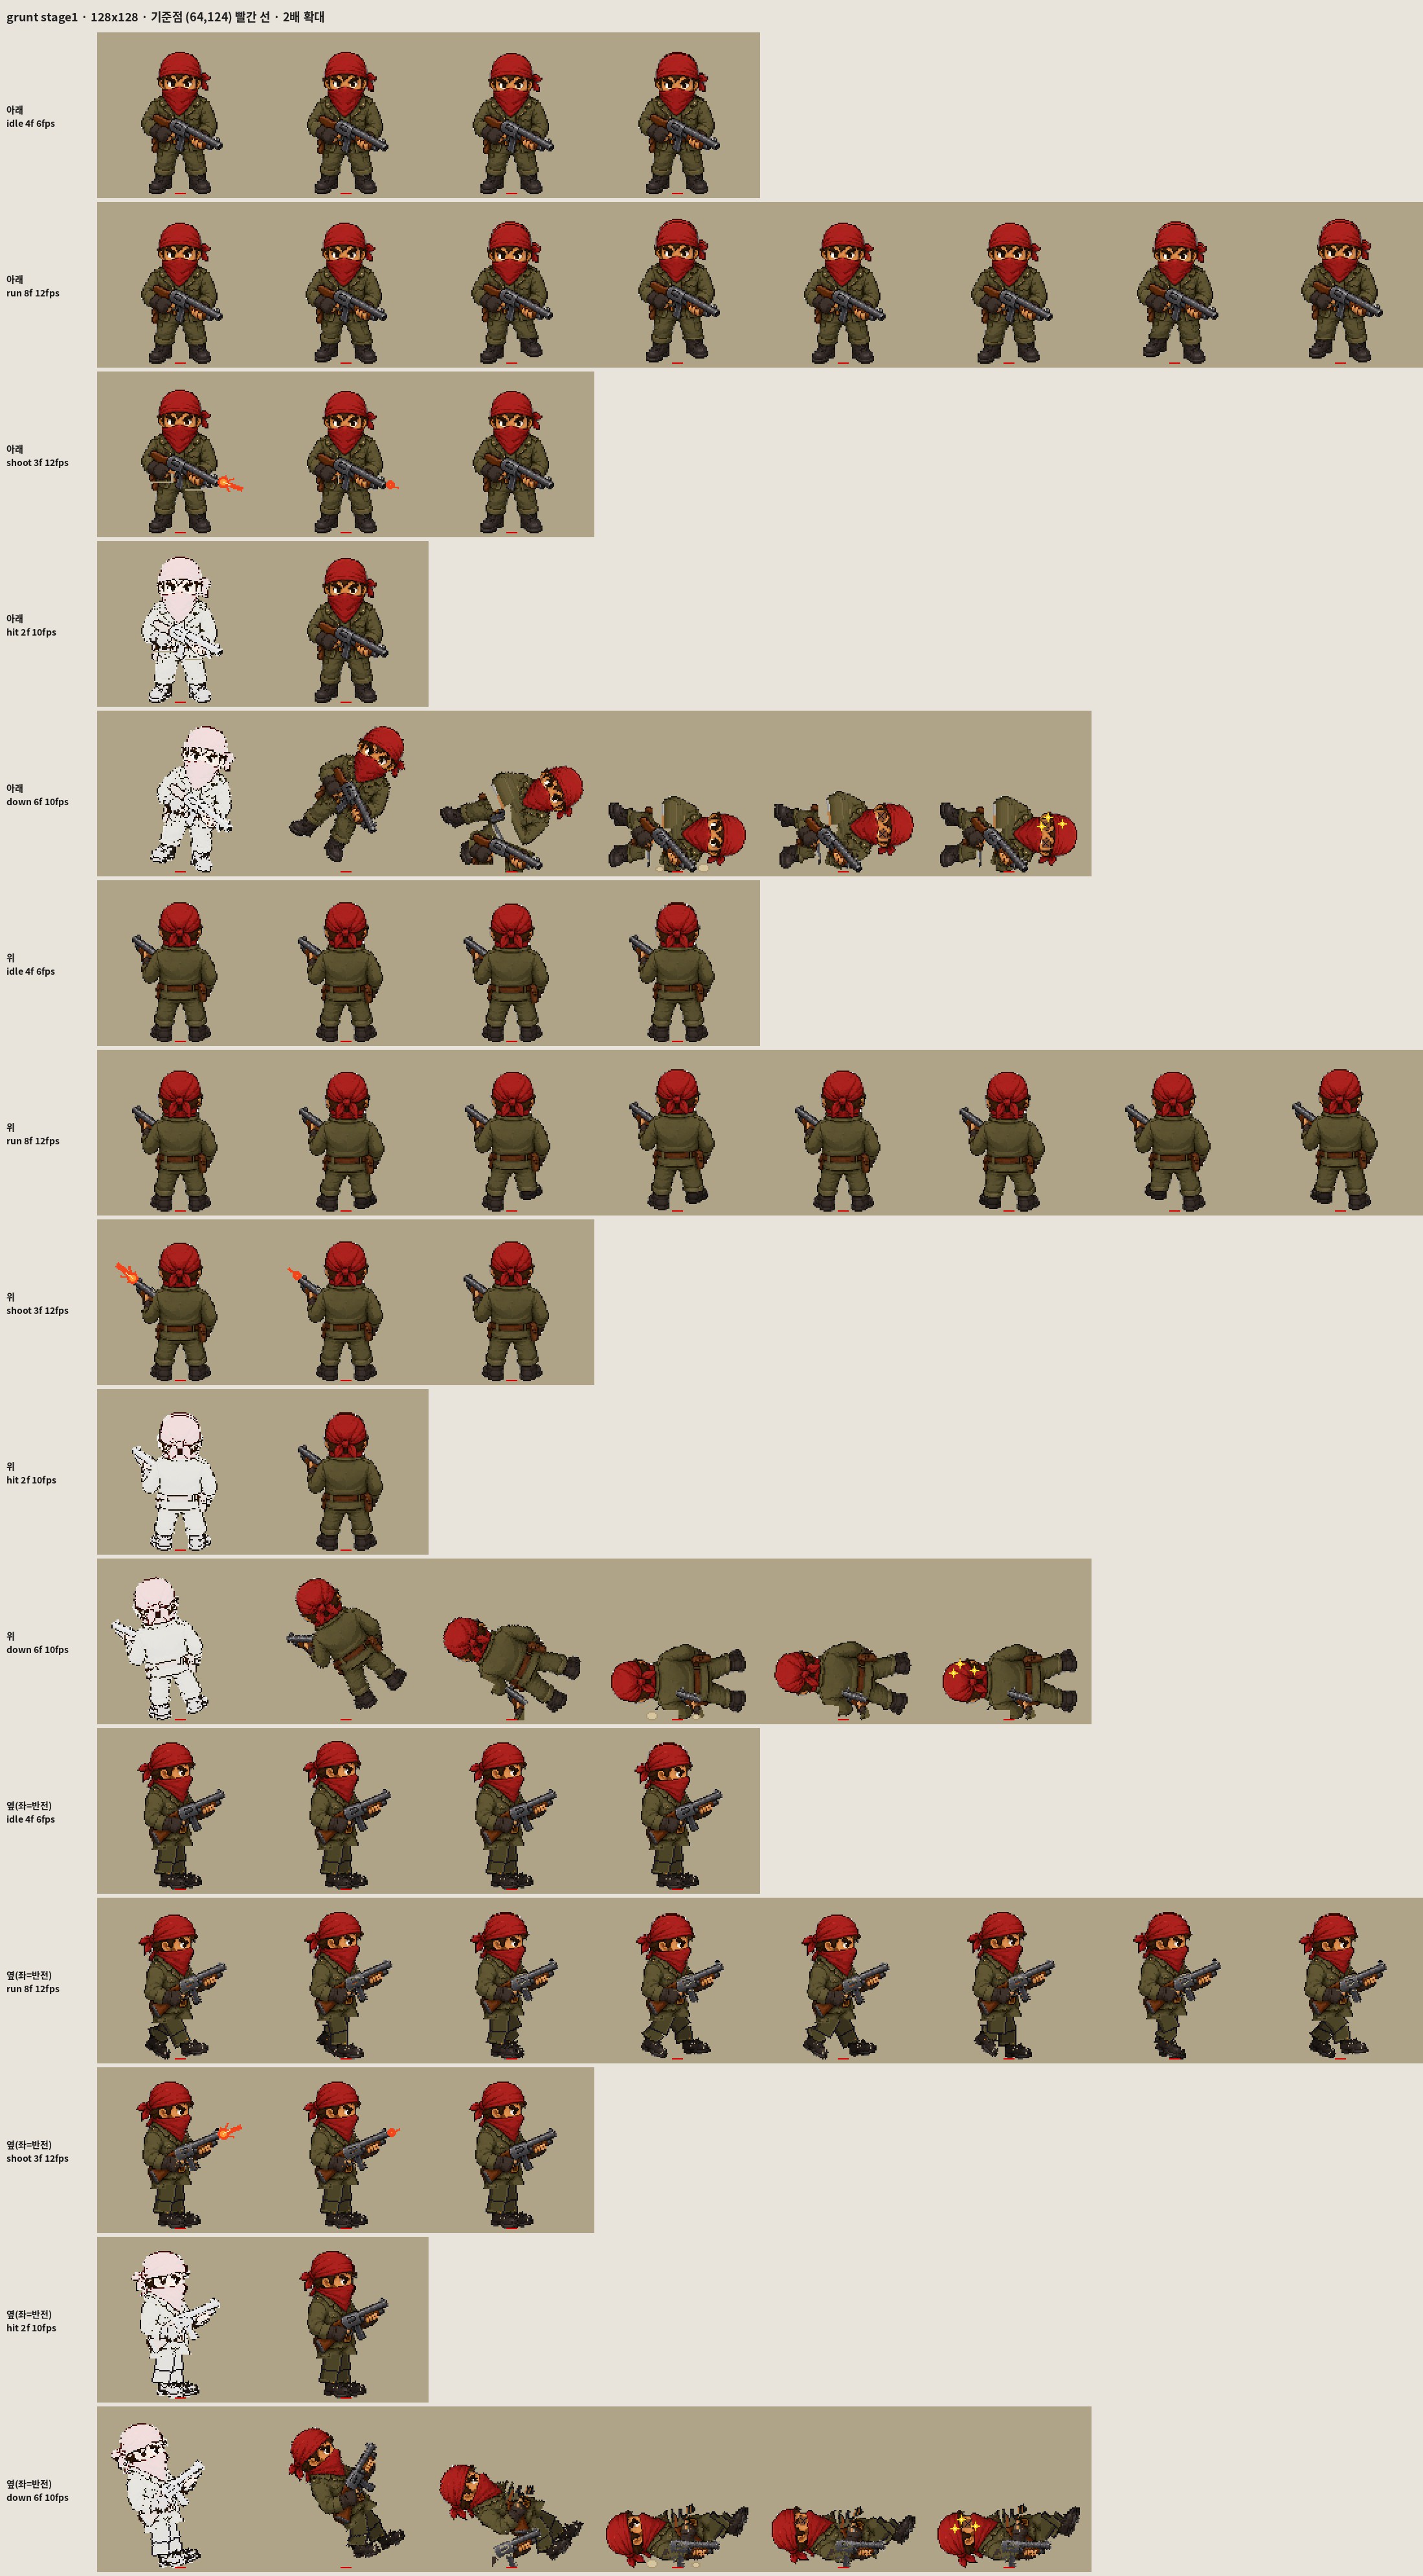 grunt stage1 · 128x128 · 기준점 (64,124) 빨간 선 · 2배 확대
아래
idle 4f 6fps
아래
run 8f 12fps
아래
shoot 3f 12fps
아래
hit 2f 10fps
아래
down 6f 10fps
위
idle 4f 6fps
위
run 8f 12fps
위
shoot 3f 12fps
위
hit 2f 10fps
위
down 6f 10fps
옆(좌=반전)
idle 4f 6fps
옆(좌=반전)
run 8f 12fps
옆(좌=반전)
shoot 3f 12fps
옆(좌=반전)
hit 2f 10fps
옆(좌=반전)
down 6f 10fps